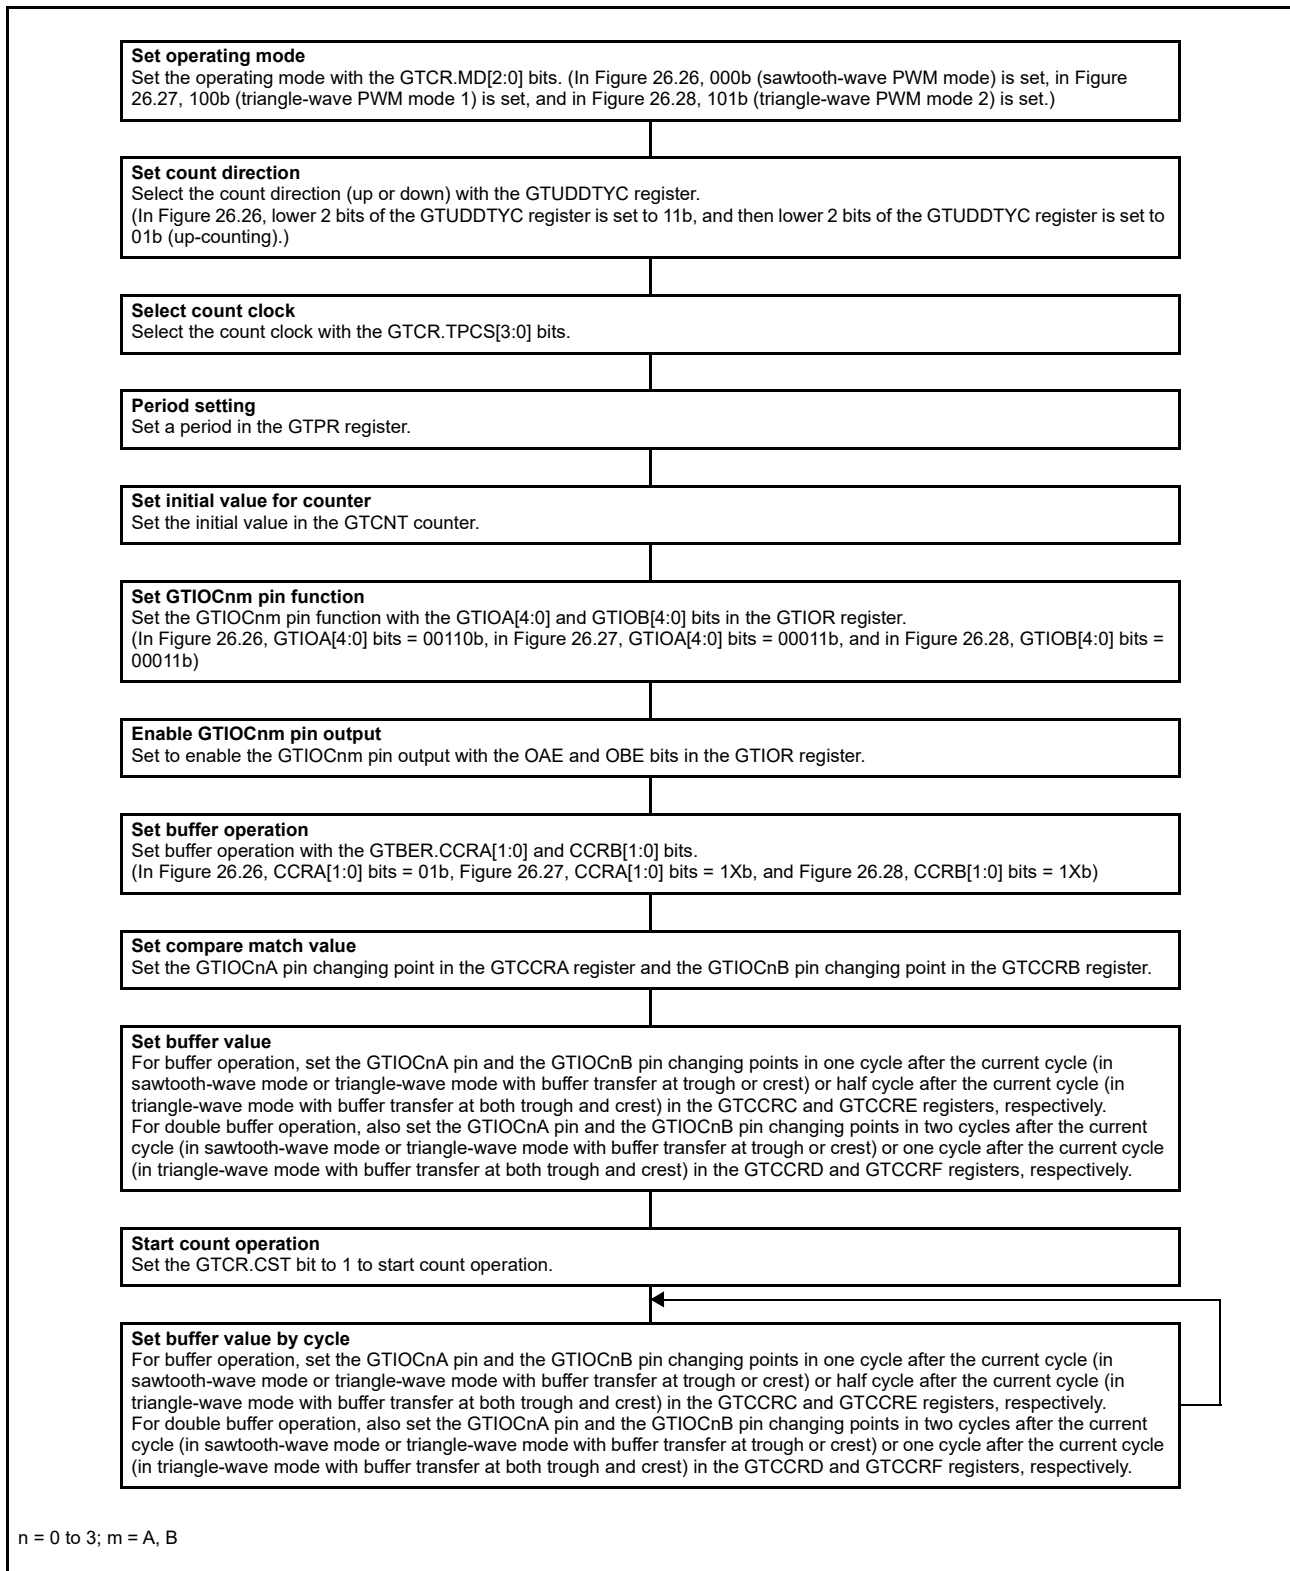 Set operating mode
Set the operating mode with the GTCR.MD[2:0] bits. (In Figure 26.26, 000b (sawtooth-wave PWM mode) is set, in Figure
26.27, 100b (triangle-wave PWM mode 1) is set, and in Figure 26.28, 101b (triangle-wave PWM mode 2) is set.)
Set count direction
Select the count direction (up or down) with the GTUDDTYC register.
(In Figure 26.26, lower 2 bits of the GTUDDTYC register is set to 11b, and then lower 2 bits of the GTUDDTYC register is set to
01b (up-counting).)
Select count clock
Select the count clock with the GTCR.TPCS[3:0] bits.
Period setting
Set a period in the GTPR register.
Set initial value for counter
Set the initial value in the GTCNT counter.
Set GTIOCnm pin function
Set the GTIOCnm pin function with the GTIOA[4:0] and GTIOB[4:0] bits in the GTIOR register.
(In Figure 26.26, GTIOA[4:0] bits = 00110b, in Figure 26.27, GTIOA[4:0] bits = 00011b, and in Figure 26.28, GTIOB[4:0] bits =
00011b)
Enable GTIOCnm pin output
Set to enable the GTIOCnm pin output with the OAE and OBE bits in the GTIOR register.
Set buffer operation
Set buffer operation with the GTBER.CCRA[1:0] and CCRB[1:0] bits.
(In Figure 26.26, CCRA[1:0] bits = 01b, Figure 26.27, CCRA[1:0] bits = 1Xb, and Figure 26.28, CCRB[1:0] bits = 1Xb)
Set compare match value
Set the GTIOCnA pin changing point in the GTCCRA register and the GTIOCnB pin changing point in the GTCCRB register.
Set buffer value
For buffer operation, set the GTIOCnA pin and the GTIOCnB pin changing points in one cycle after the current cycle (in
sawtooth-wave mode or triangle-wave mode with buffer transfer at trough or crest) or half cycle after the current cycle (in
triangle-wave mode with buffer transfer at both trough and crest) in the GTCCRC and GTCCRE registers, respectively.
For double buffer operation, also set the GTIOCnA pin and the GTIOCnB pin changing points in two cycles after the current
cycle (in sawtooth-wave mode or triangle-wave mode with buffer transfer at trough or crest) or one cycle after the current cycle
(in triangle-wave mode with buffer transfer at both trough and crest) in the GTCCRD and GTCCRF registers, respectively.
Start count operation
Set the GTCR.CST bit to 1 to start count operation.
Set buffer value by cycle
For buffer operation, set the GTIOCnA pin and the GTIOCnB pin changing points in one cycle after the current cycle (in
sawtooth-wave mode or triangle-wave mode with buffer transfer at trough or crest) or half cycle after the current cycle (in
triangle-wave mode with buffer transfer at both trough and crest) in the GTCCRC and GTCCRE registers, respectively.
For double buffer operation, also set the GTIOCnA pin and the GTIOCnB pin changing points in two cycles after the current
cycle (in sawtooth-wave mode or triangle-wave mode with buffer transfer at trough or crest) or one cycle after the current cycle
(in triangle-wave mode with buffer transfer at both trough and crest) in the GTCCRD and GTCCRF registers, respectively.
n = 0 to 3; m = A, B